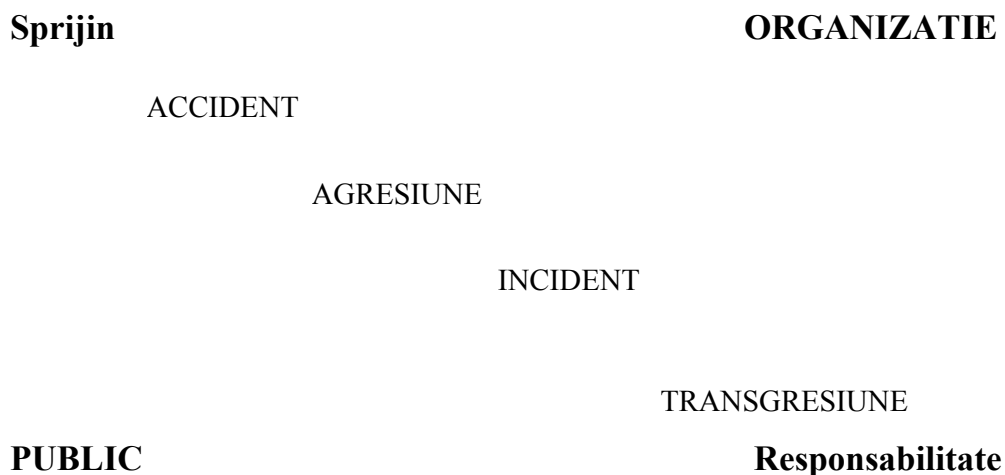 Sprijin ORGANIZATIE
ACCIDENT
AGRESIUNE
INCIDENT
TRANSGRESIUNE
PUBLIC Responsabilitate